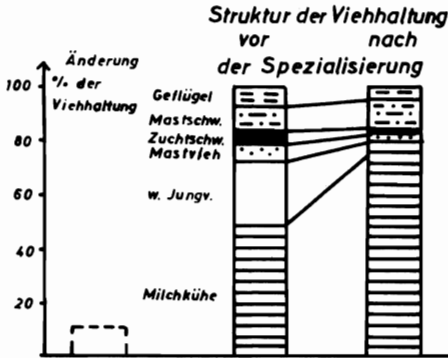 Struktur der Viehhaltung
vor nach
der Spezialisierung
Änderung
% der
Viehhaltung
100
80
60
40
20
Geflügel
Mastschw.
Zuchtschw.
Mastvieh
w. Jungv.
Milchkühe